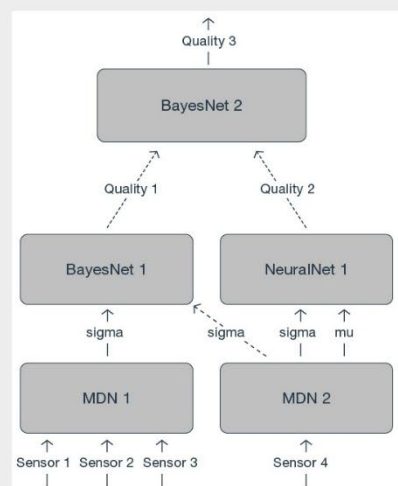 Quality 3
BayesNet 2
Quality 1
Quality 2
BayesNet 1
NeuralNet 1
sigma
sigma
sigma
mu
MDN 1
MDN 2
Sensor 1
Sensor 2
Sensor 3
Sensor 4